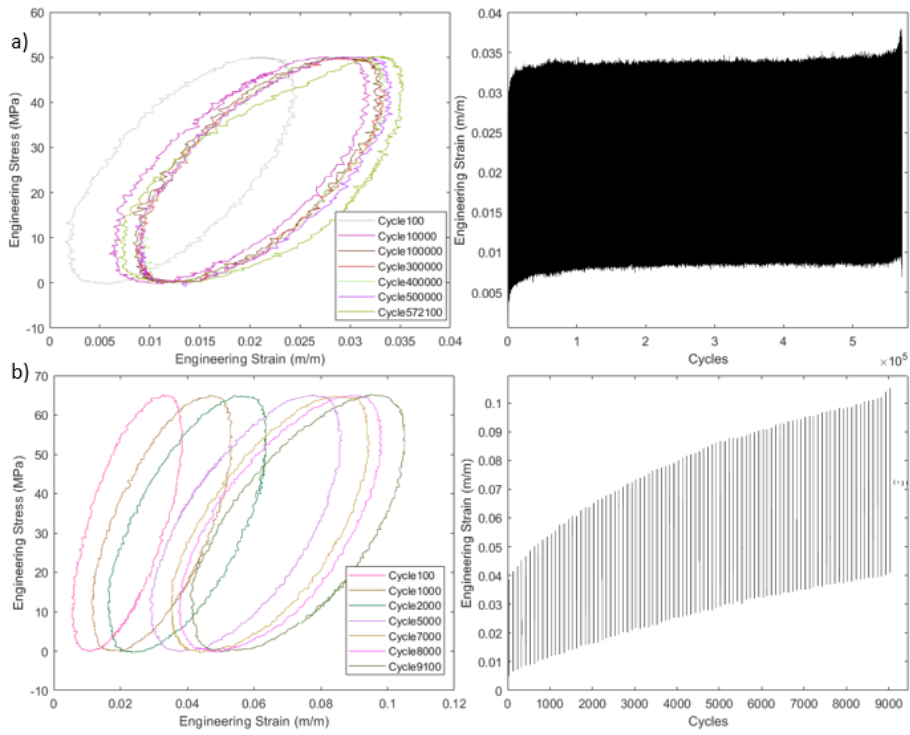 a)
Engineering Stress (MPa)
60
50
40
30
20
10
0
-10
Cycle100
Cycle10000
Cycle100000
Cycle300000
Cycle400000
Cycle500000
Cycle572100
0 0.005 0.01 0.015 0.02 0.025 0.03 0.035 0.04
Engineering Strain (m/m)
Engineering Strain (m/m)
0.04
0.035
0.03
0.025
0.02
0.015
0.01
0.005
0 1 2 3 4 5
Cycles
× 10⁵
b)
Engineering Stress (MPa)
70
60
50
40
30
20
10
0
-10
Cycle100
Cycle1000
Cycle2000
Cycle5000
Cycle7000
Cycle8000
Cycle9100
0 0.02 0.04 0.06 0.08 0.1 0.12
Engineering Strain (m/m)
Engineering Strain (m/m)
0.1
0.09
0.08
0.07
0.06
0.05
0.04
0.03
0.02
0.01
0
0 1000 2000 3000 4000 5000 6000 7000 8000 9000
Cycles